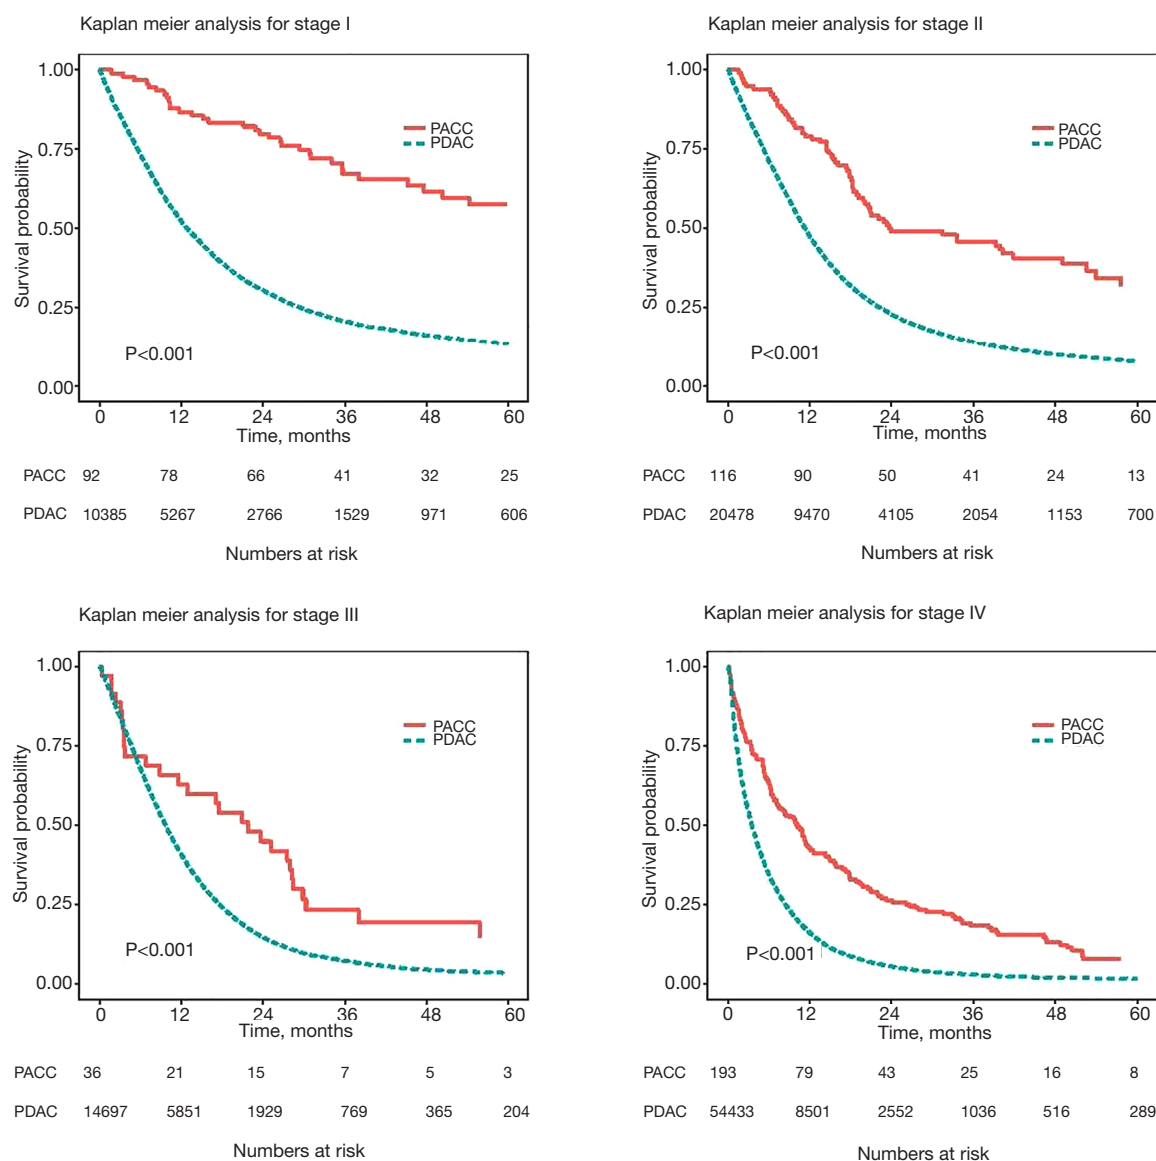 Kaplan meier analysis for stage I
Survival probability
1.00
0.75
0.50
0.25
0.00
PACC
PDAC
P<0.001
0 12 24 36 48 60
Time, months
PACC 92 78 66 41 32 25
PDAC 10385 5267 2766 1529 971 606
Numbers at risk
Kaplan meier analysis for stage II
Survival probability
1.00
0.75
0.50
0.25
0.00
PACC
PDAC
P<0.001
0 12 24 36 48 60
Time, months
PACC 116 90 50 41 24 13
PDAC 20478 9470 4105 2054 1153 700
Numbers at risk
Kaplan meier analysis for stage III
Survival probability
1.00
0.75
0.50
0.25
0.00
PACC
PDAC
P<0.001
0 12 24 36 48 60
Time, months
PACC 36 21 15 7 5 3
PDAC 14697 5851 1929 769 365 204
Numbers at risk
Kaplan meier analysis for stage IV
Survival probability
1.00
0.75
0.50
0.25
0.00
PACC
PDAC
P<0.001
0 12 24 36 48 60
Time, months
PACC 193 79 43 25 16 8
PDAC 54433 8501 2552 1036 516 289
Numbers at risk